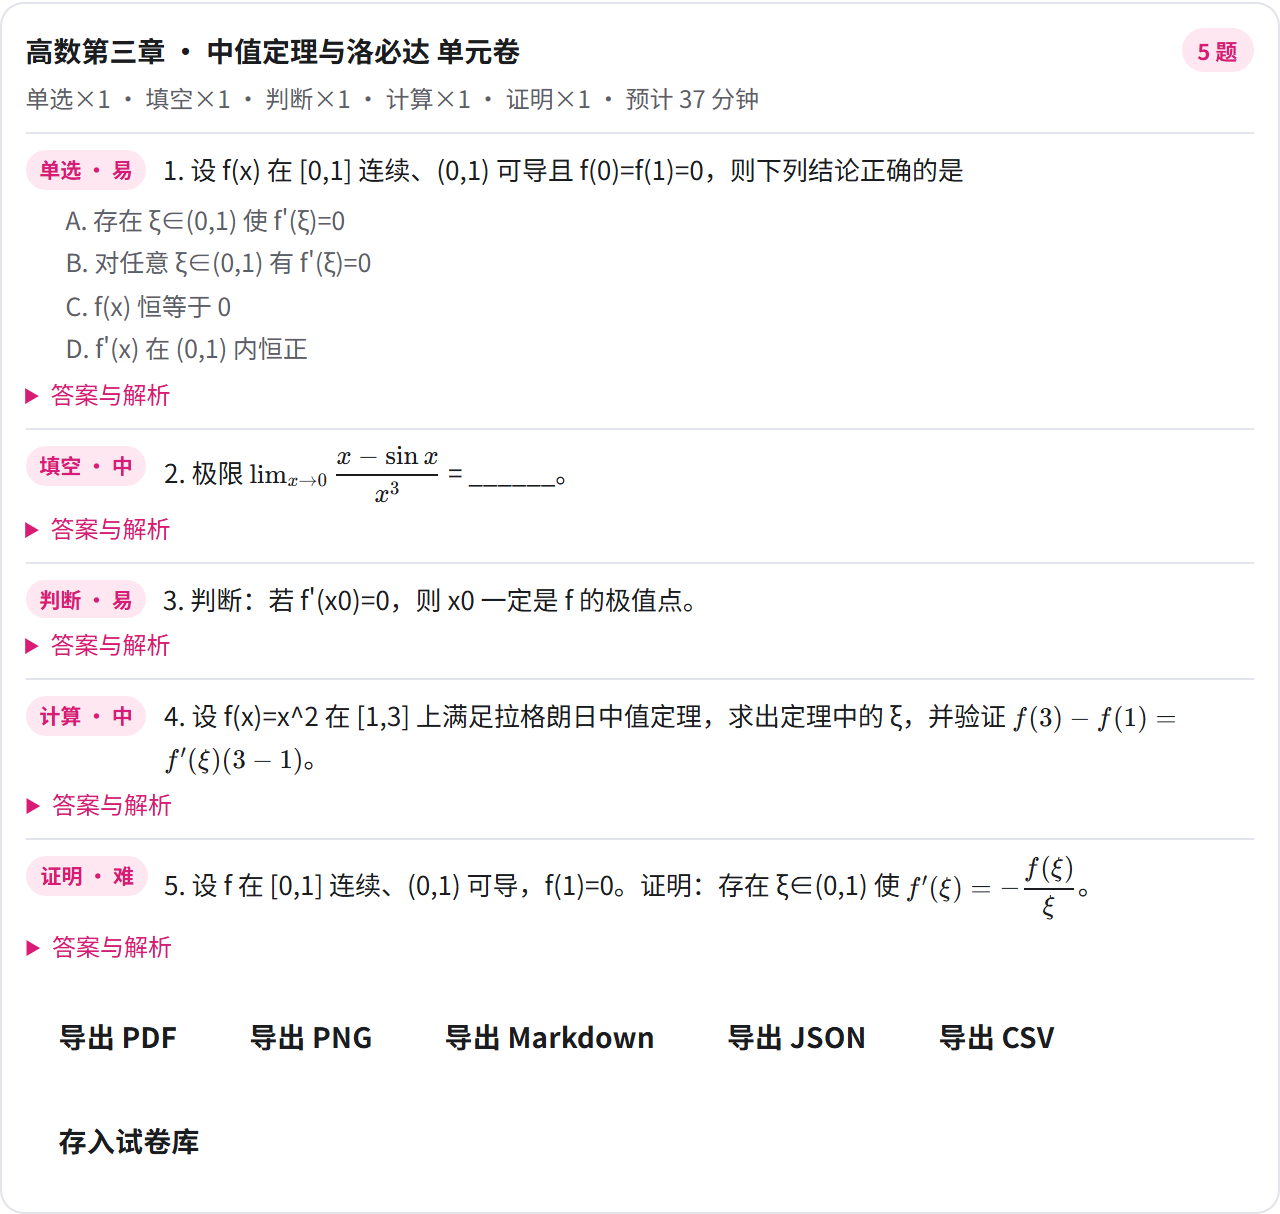 高数第三章 · 中值定理与洛必达 单元卷
5 题
单选×1 · 填空×1 · 判断×1 · 计算×1 · 证明×1 · 预计 37 分钟
单选 · 易 1. 设 f(x) 在 [0,1] 连续、(0,1) 可导且 f(0)=f(1)=0，则下列结论正确的是
A. 存在 ξ∈(0,1) 使 f'(ξ)=0
B. 对任意 ξ∈(0,1) 有 f'(ξ)=0
C. f(x) 恒等于 0
D. f'(x) 在 (0,1) 内恒正
▶ 答案与解析
填空 · 中 2. 极限 $\lim_{x \to 0} \dfrac{x - \sin x}{x^3}$ = ______。
▶ 答案与解析
判断 · 易 3. 判断：若 f'(x0)=0，则 x0 一定是 f 的极值点。
▶ 答案与解析
计算 · 中 4. 设 f(x)=x^2 在 [1,3] 上满足拉格朗日中值定理，求出定理中的 ξ，并验证 $f(3) - f(1) =$
$f'(\xi)(3 - 1)$。
▶ 答案与解析
证明 · 难 5. 设 f 在 [0,1] 连续、(0,1) 可导，f(1)=0。证明：存在 ξ∈(0,1) 使 $f'(\xi) = -\dfrac{f(\xi)}{\xi}$。
▶ 答案与解析
导出 PDF 导出 PNG 导出 Markdown 导出 JSON 导出 CSV
存入试卷库